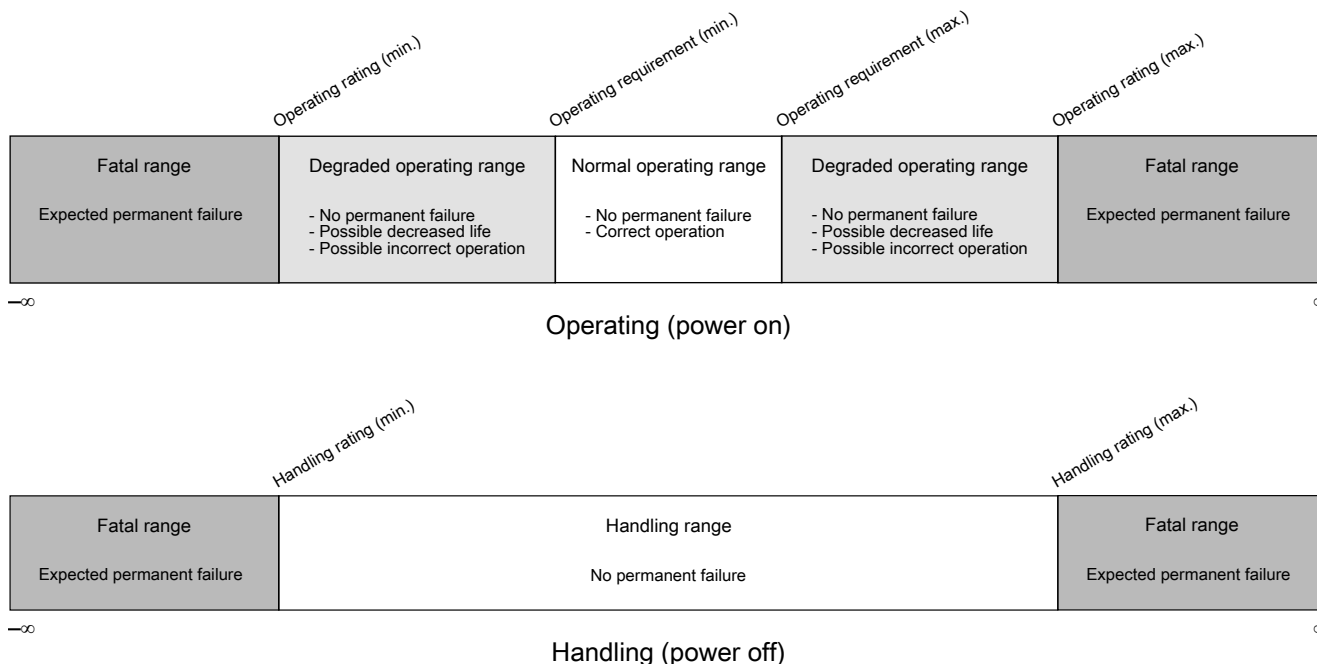 Operating rating (min.)
Operating requirement (min.)
Operating requirement (max.)
Operating rating (max.)
Fatal range
Degraded operating range
Normal operating range
Degraded operating range
Fatal range
Expected permanent failure
- No permanent failure
- Possible decreased life
- Possible incorrect operation
- No permanent failure
- Correct operation
- No permanent failure
- Possible decreased life
- Possible incorrect operation
Expected permanent failure
–∞
Operating (power on)
Handling rating (min.)
Handling rating (max.)
Fatal range
Handling range
Fatal range
Expected permanent failure
No permanent failure
Expected permanent failure
–∞
Handling (power off)